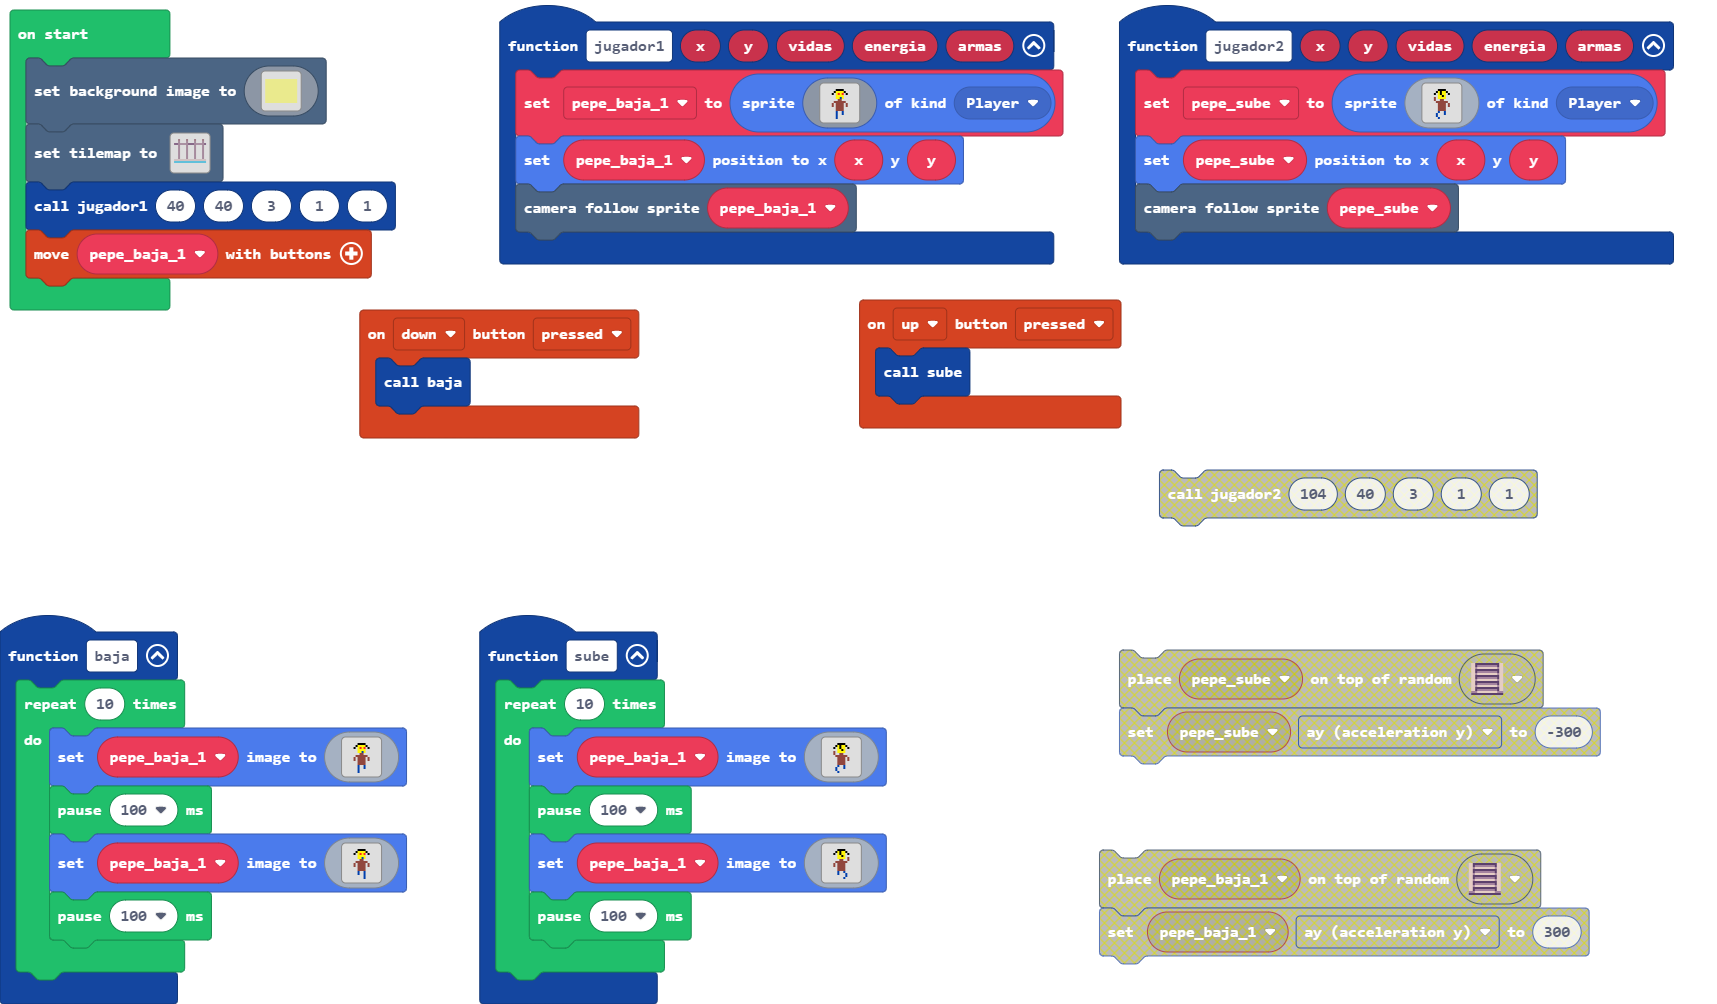 on start
set background image to
set tilemap to
call jugador1 40 40 3 1 1
move pepe_baja_1 with buttons
function jugador1 x y vidas energia armas
set pepe_baja_1 to sprite of kind Player
set pepe_baja_1 position to x x y y
camera follow sprite pepe_baja_1
function jugador2 x y vidas energia armas
set pepe_sube to sprite of kind Player
set pepe_sube position to x x y y
camera follow sprite pepe_sube
on down button pressed
call baja
on up button pressed
call sube
call jugador2 104 40 3 1 1
function baja
repeat 10 times
do
set pepe_baja_1 image to
pause 100 ms
set pepe_baja_1 image to
pause 100 ms
function sube
repeat 10 times
do
set pepe_baja_1 image to
pause 100 ms
set pepe_baja_1 image to
pause 100 ms
place pepe_sube on top of random
set pepe_sube ay (acceleration y) to -300
place pepe_baja_1 on top of random
set pepe_baja_1 ay (acceleration y) to 300